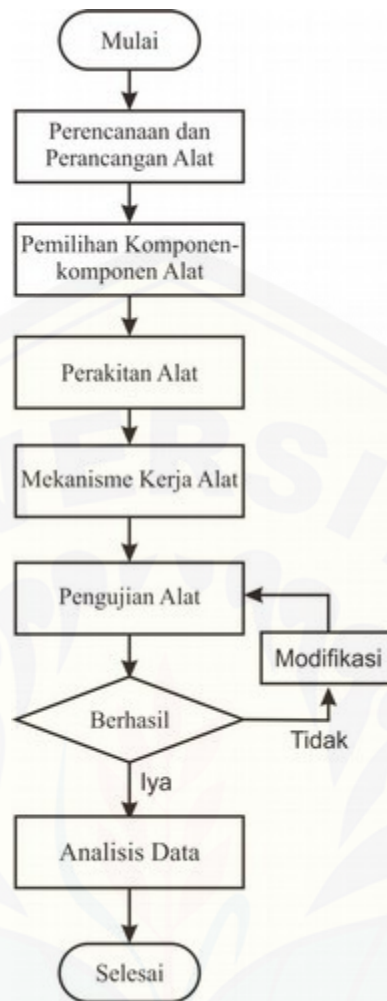 Mulai
Perencanaan dan
Perancangan Alat
Pemilihan Komponen-
komponen Alat
Perakitan Alat
Mekanisme Kerja Alat
Pengujian Alat
Modifikasi
Berhasil
Tidak
Iya
Analisis Data
Selesai